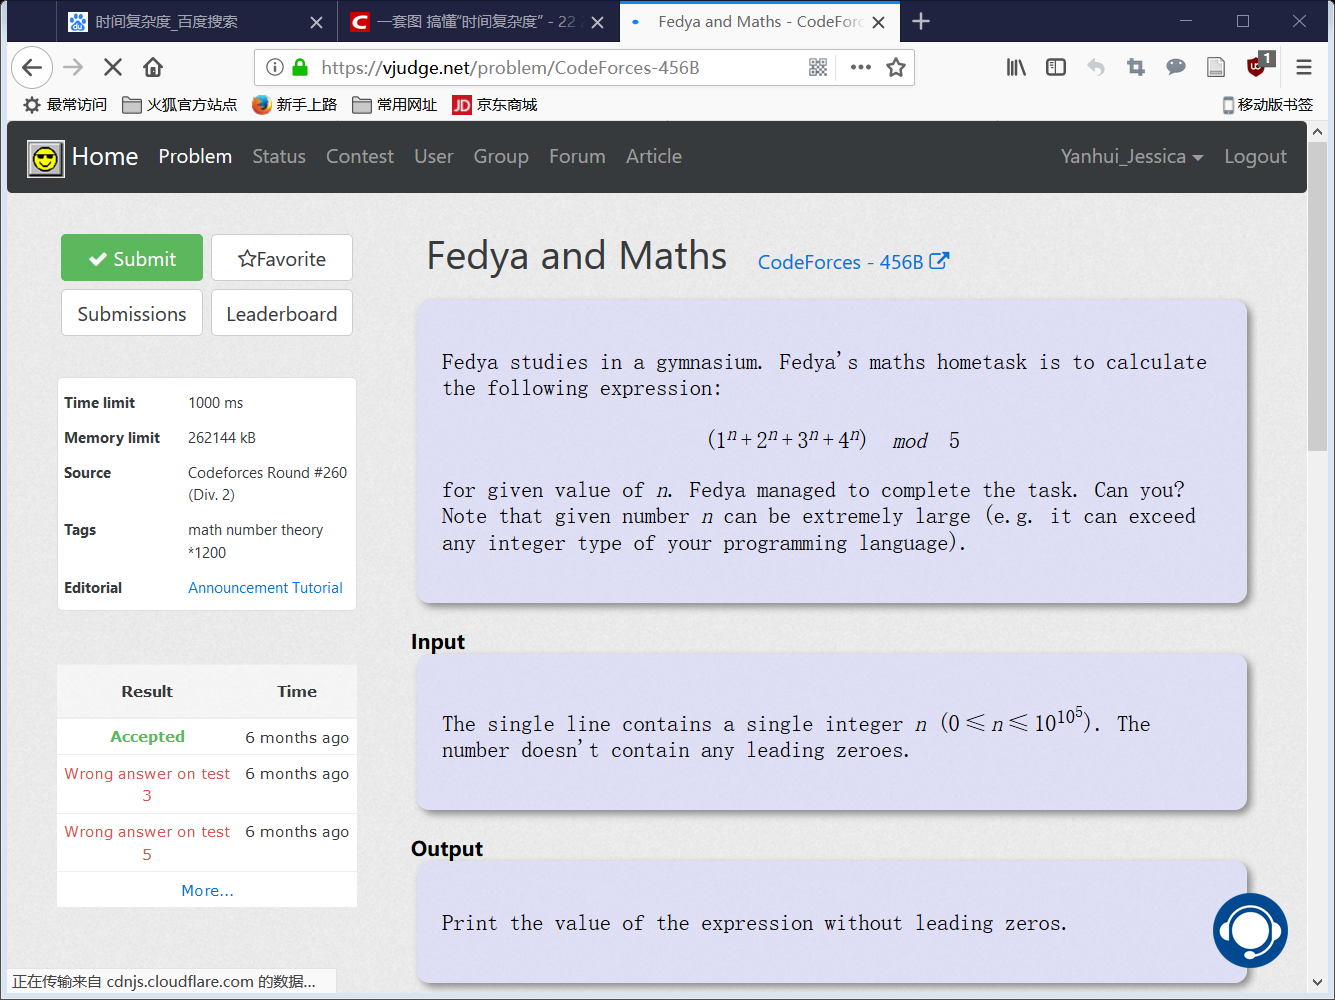 时间复杂度_百度搜索
一套图 搞懂“时间复杂度” - 22
Fedya and Maths - CodeForc
https://vjudge.net/problem/CodeForces-456B
1
最常访问 火狐官方站点 新手上路 常用网址 JD 京东商城 移动版书签
Home Problem Status Contest User Group Forum Article Yanhui_Jessica Logout
Submit Favorite
Submissions Leaderboard
Fedya and Maths CodeForces - 456B
Time limit 1000 ms
Memory limit 262144 kB
Source Codeforces Round #260
(Div. 2)
Tags math number theory
*1200
Editorial Announcement Tutorial
Result Time
Accepted 6 months ago
Wrong answer on test 6 months ago
3
Wrong answer on test 6 months ago
5
More...
Fedya studies in a gymnasium. Fedya's maths hometask is to calculate
the following expression:
(1ⁿ + 2ⁿ + 3ⁿ + 4ⁿ) mod 5
for given value of n. Fedya managed to complete the task. Can you?
Note that given number n can be extremely large (e.g. it can exceed
any integer type of your programming language).
Input
The single line contains a single integer n (0 ≤ n ≤ 10^10^5). The
number doesn't contain any leading zeroes.
Output
Print the value of the expression without leading zeros.
正在传输来自 cdnjs.cloudflare.com 的数据...